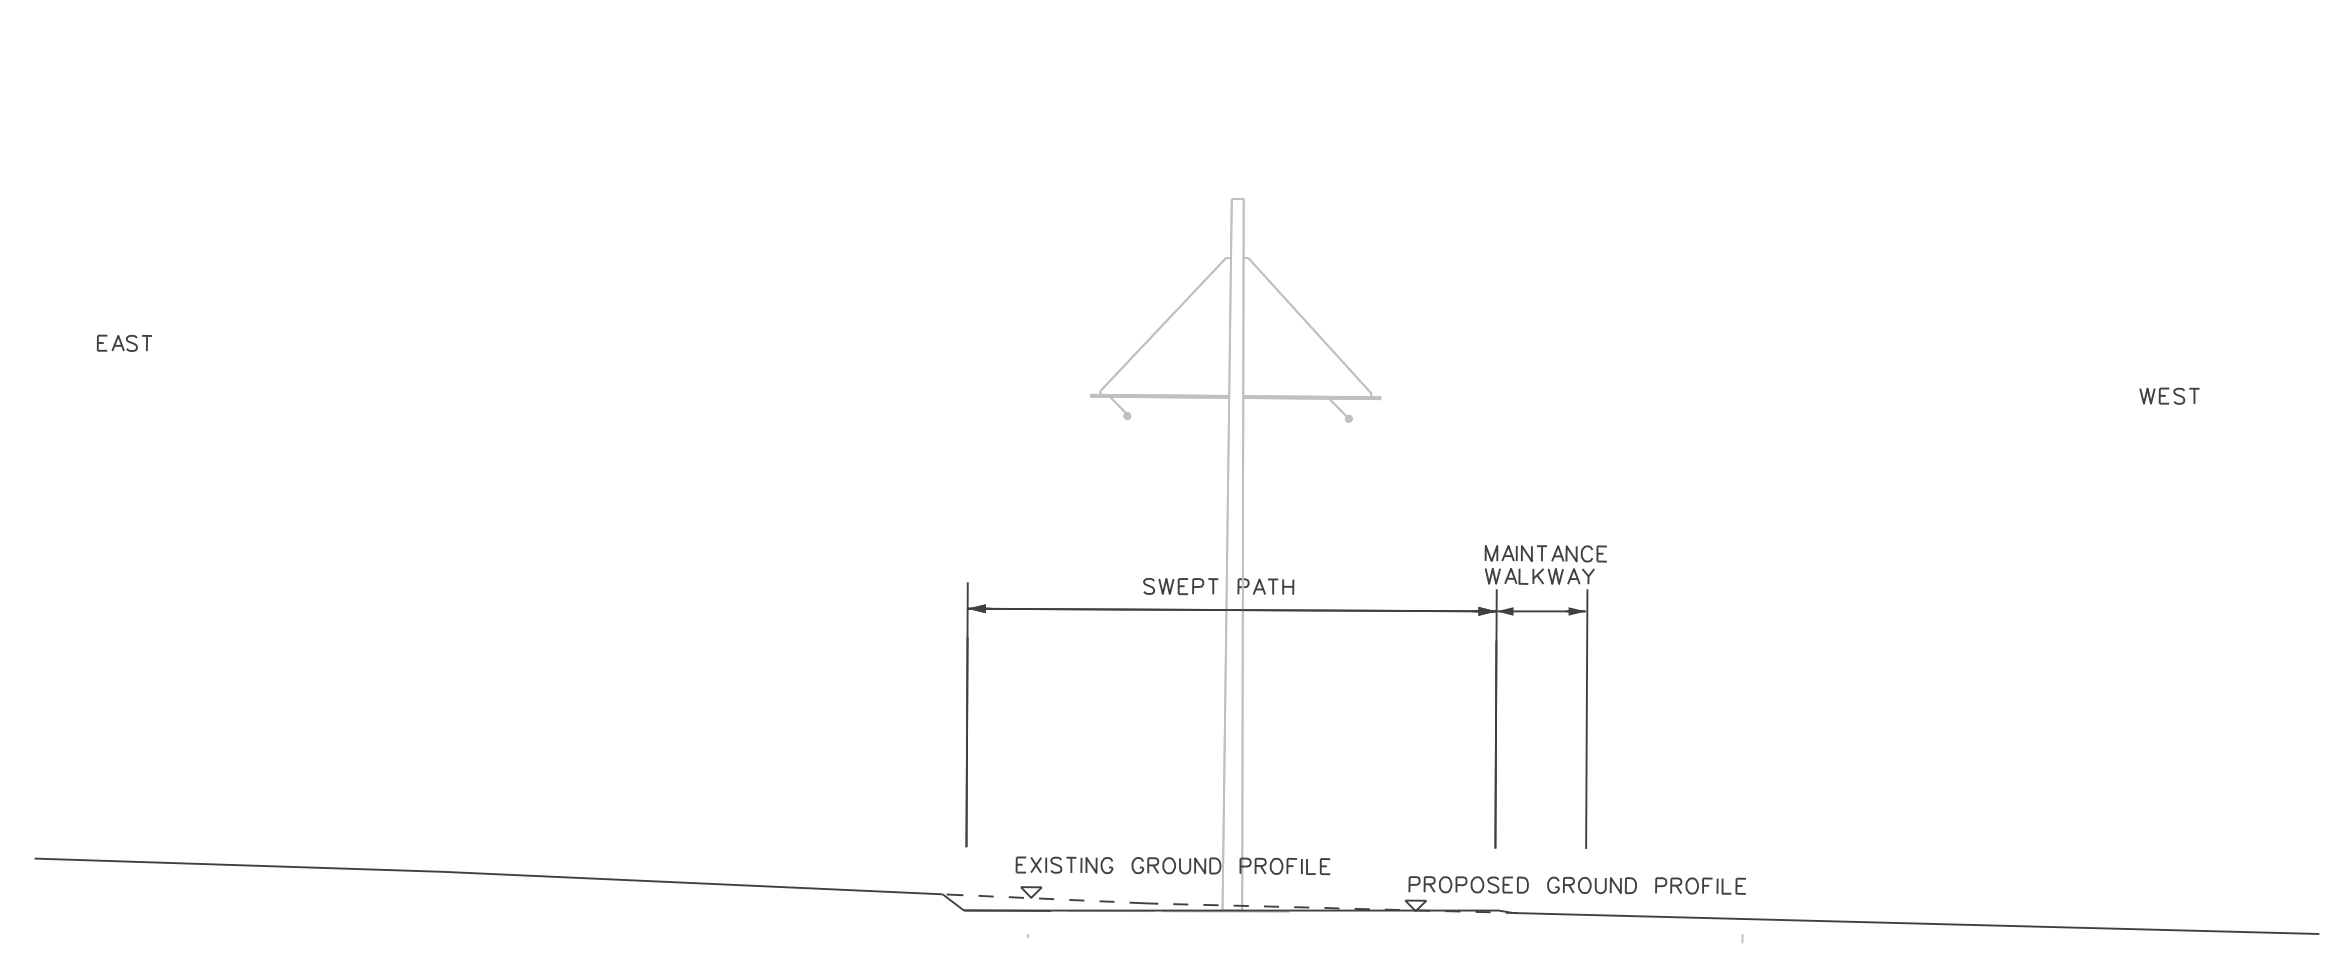 EAST
WEST
MAINTANCE
WALKWAY
SWEPT PATH
EXISTING GROUND PROFILE
PROPOSED GROUND PROFILE